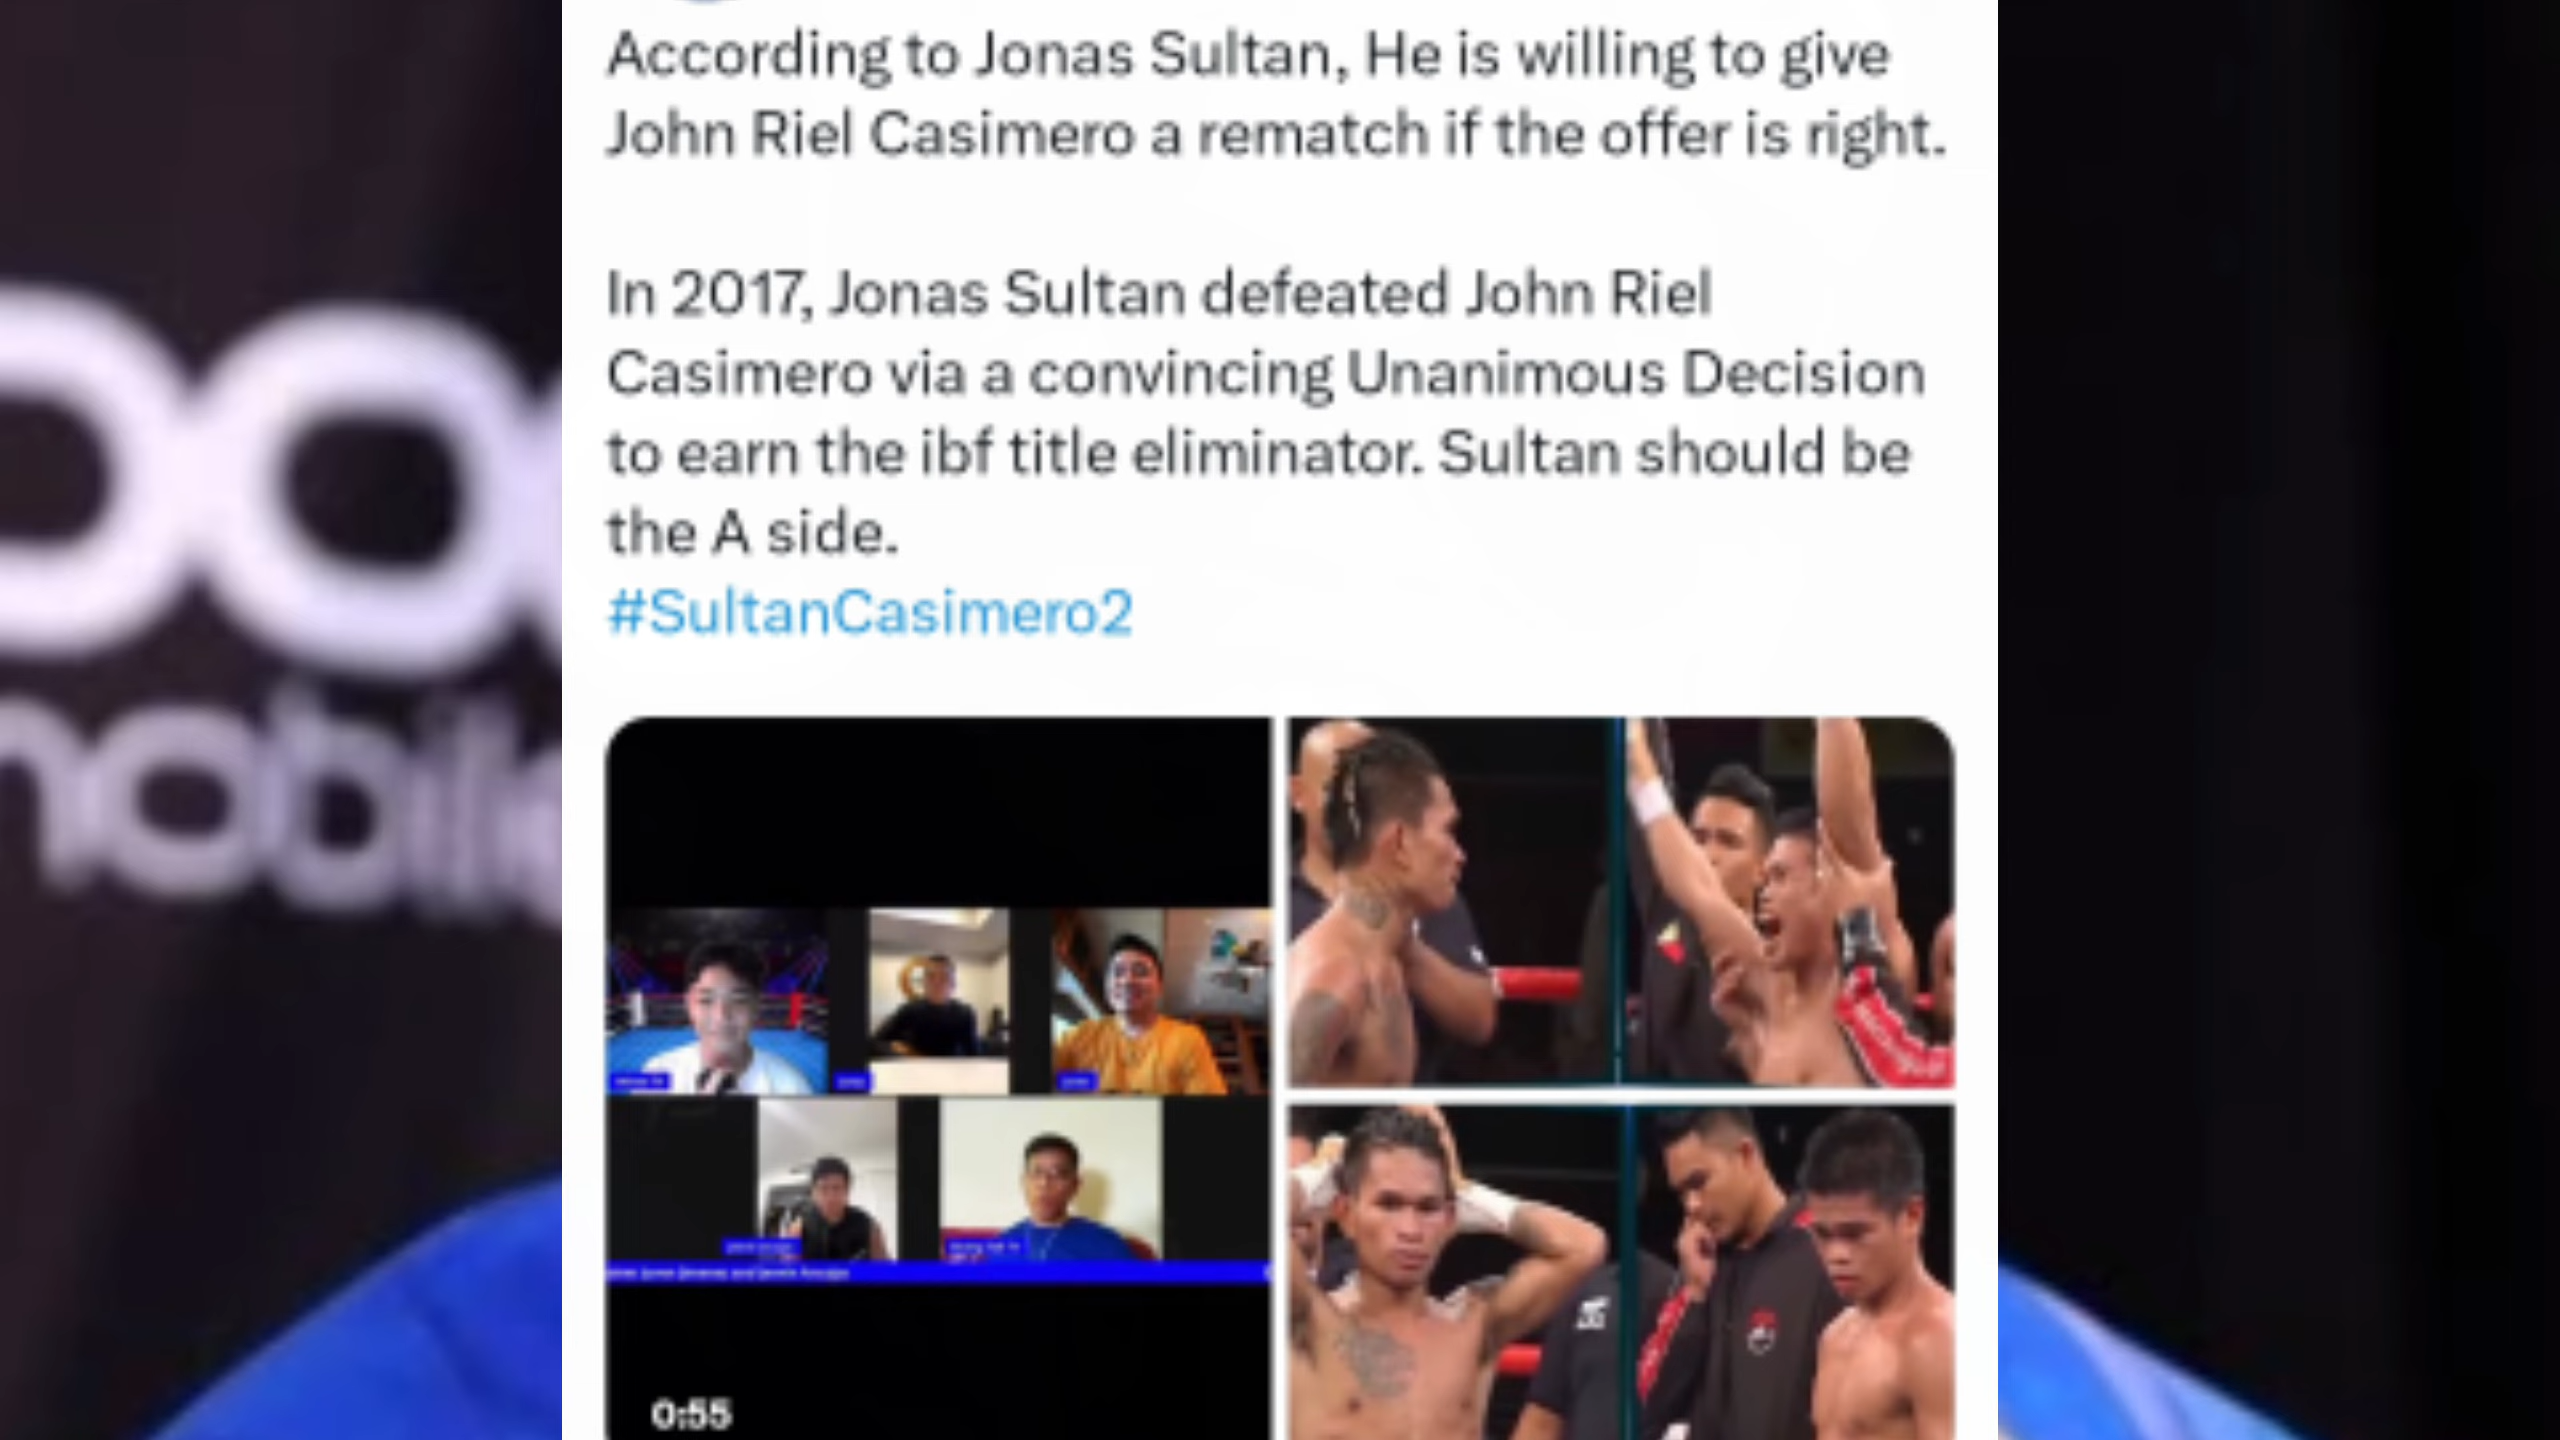 According to Jonas Sultan, He is willing to give
John Riel Casimero a rematch if the offer is right.
In 2017, Jonas Sultan defeated John Riel
Casimero via a convincing Unanimous Decision
to earn the ibf title eliminator. Sultan should be
the A side.
#SultanCasimero2
0:55